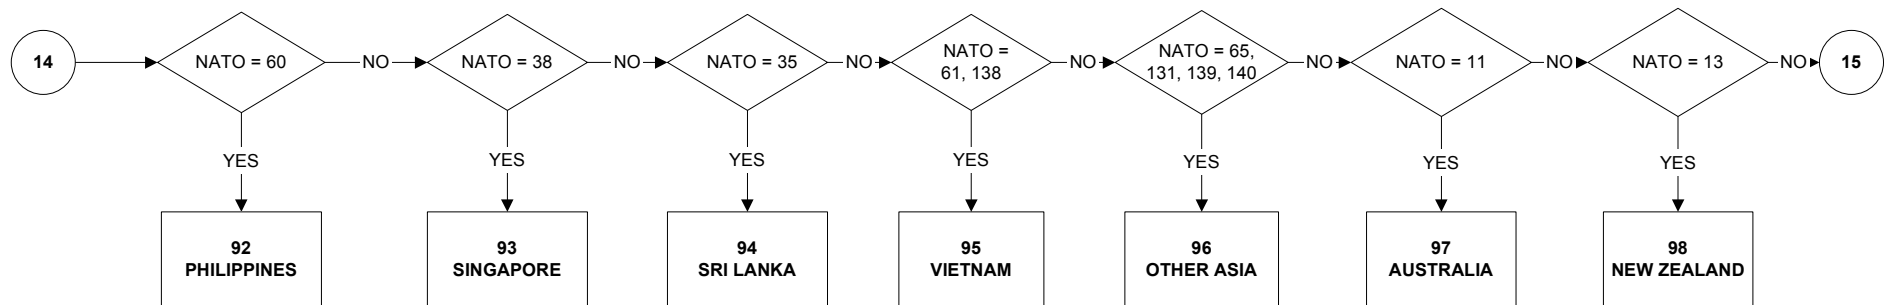 14
NATO = 60
NO
NATO = 38
NO
NATO = 35
NO
NATO =
61, 138
NO
NATO = 65,
131, 139, 140
NO
NATO = 11
NO
NATO = 13
NO
15
YES
YES
YES
YES
YES
YES
YES
92
PHILIPPINES
93
SINGAPORE
94
SRI LANKA
95
VIETNAM
96
OTHER ASIA
97
AUSTRALIA
98
NEW ZEALAND